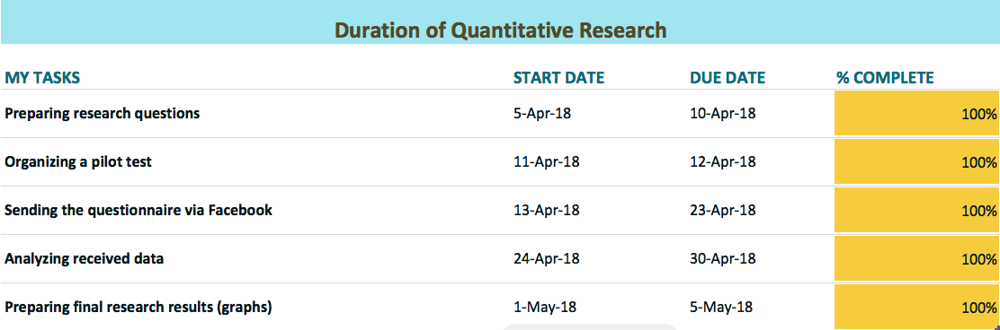 Duration of Quantitative Research
MY TASKS START DATE DUE DATE % COMPLETE
Preparing research questions 5-Apr-18 10-Apr-18 100%
Organizing a pilot test 11-Apr-18 12-Apr-18 100%
Sending the questionnaire via Facebook 13-Apr-18 23-Apr-18 100%
Analyzing received data 24-Apr-18 30-Apr-18 100%
Preparing final research results (graphs) 1-May-18 5-May-18 100%